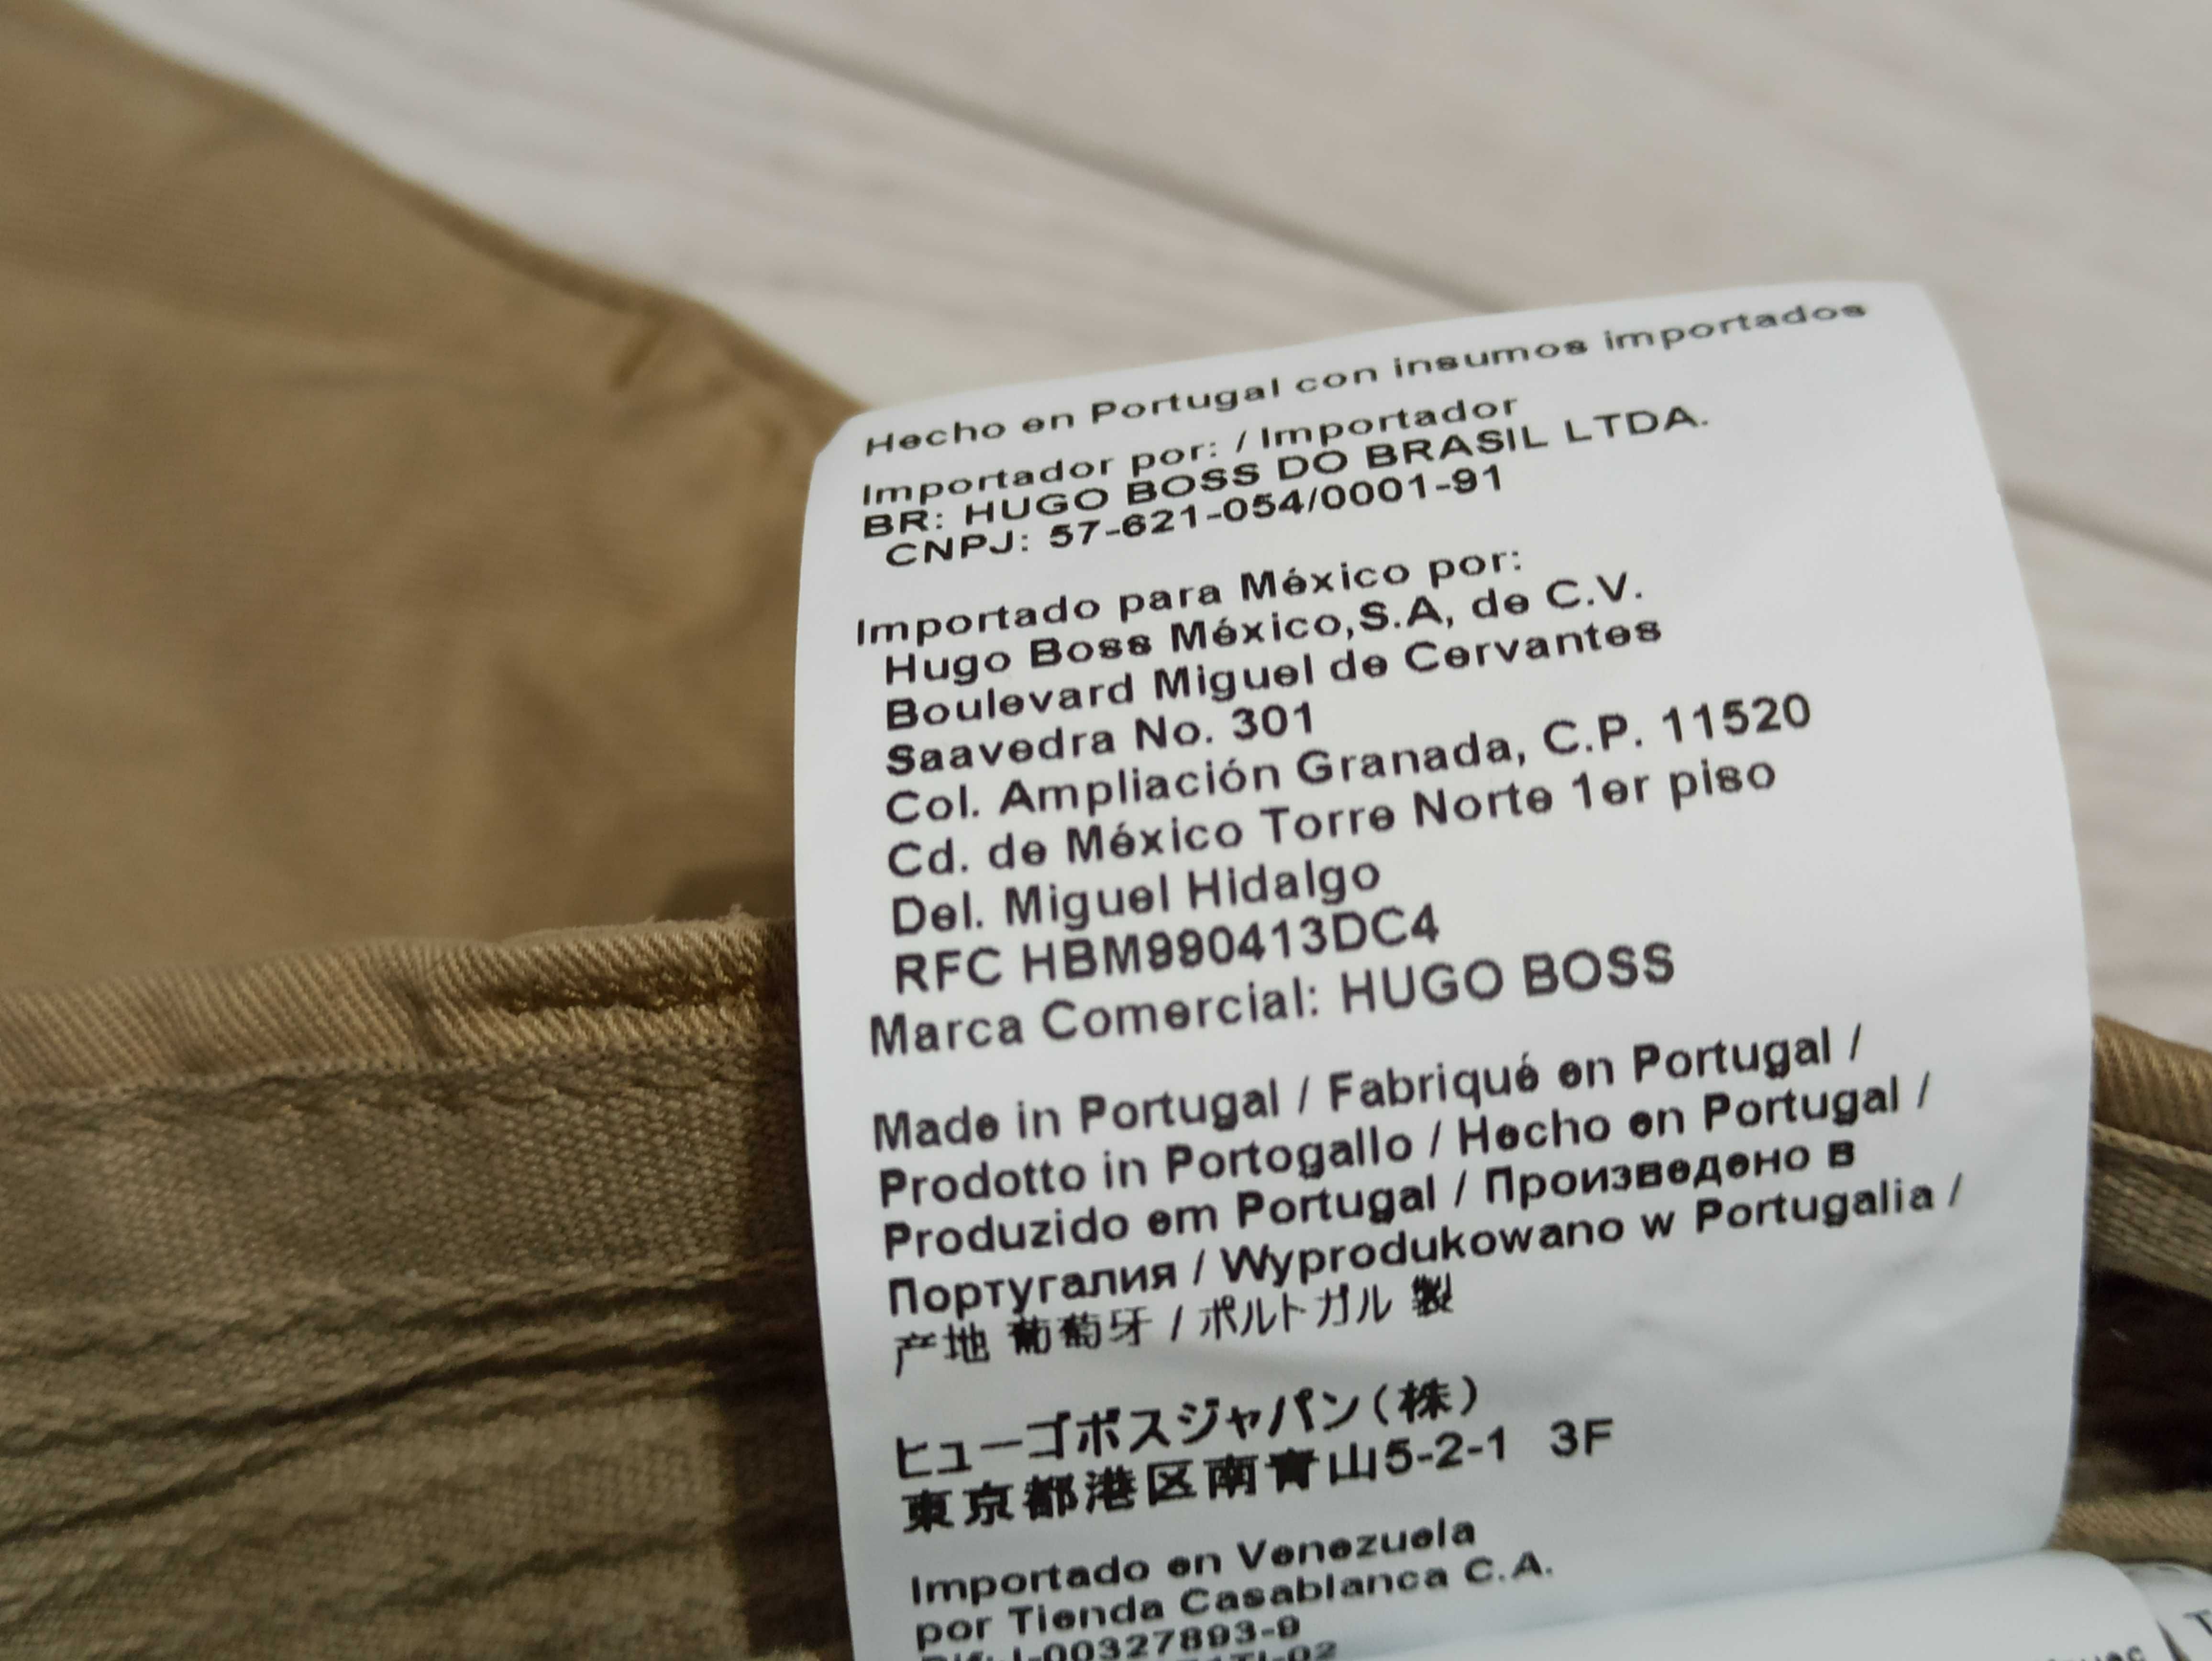 Hecho en Portugal con insumos importados
Importador por: / Importador
BR: HUGO BOSS DO BRASIL LTDA.
CNPJ: 57-621-054/0001-91
Importado para México por:
Hugo Boss México,S.A, de C.V.
Boulevard Miguel de Cervantes
Saavedra No. 301
Col. Ampliación Granada, C.P. 11520
Cd. de México Torre Norte 1er piso
Del. Miguel Hidalgo
RFC HBM990413DC4
Marca Comercial: HUGO BOSS
Made in Portugal / Fabriqué en Portugal /
Prodotto in Portogallo / Hecho en Portugal /
Produzido em Portugal / Произведено в
Португалия / Wyprodukowano w Portugalia /
产地 葡萄牙 / ポルトガル 製
ヒューゴボスジャパン(株)
東京都港区南青山5-2-1 3F
Importado en Venezuela
por Tienda Casablanca C.A.
Rif: J-00327893-9